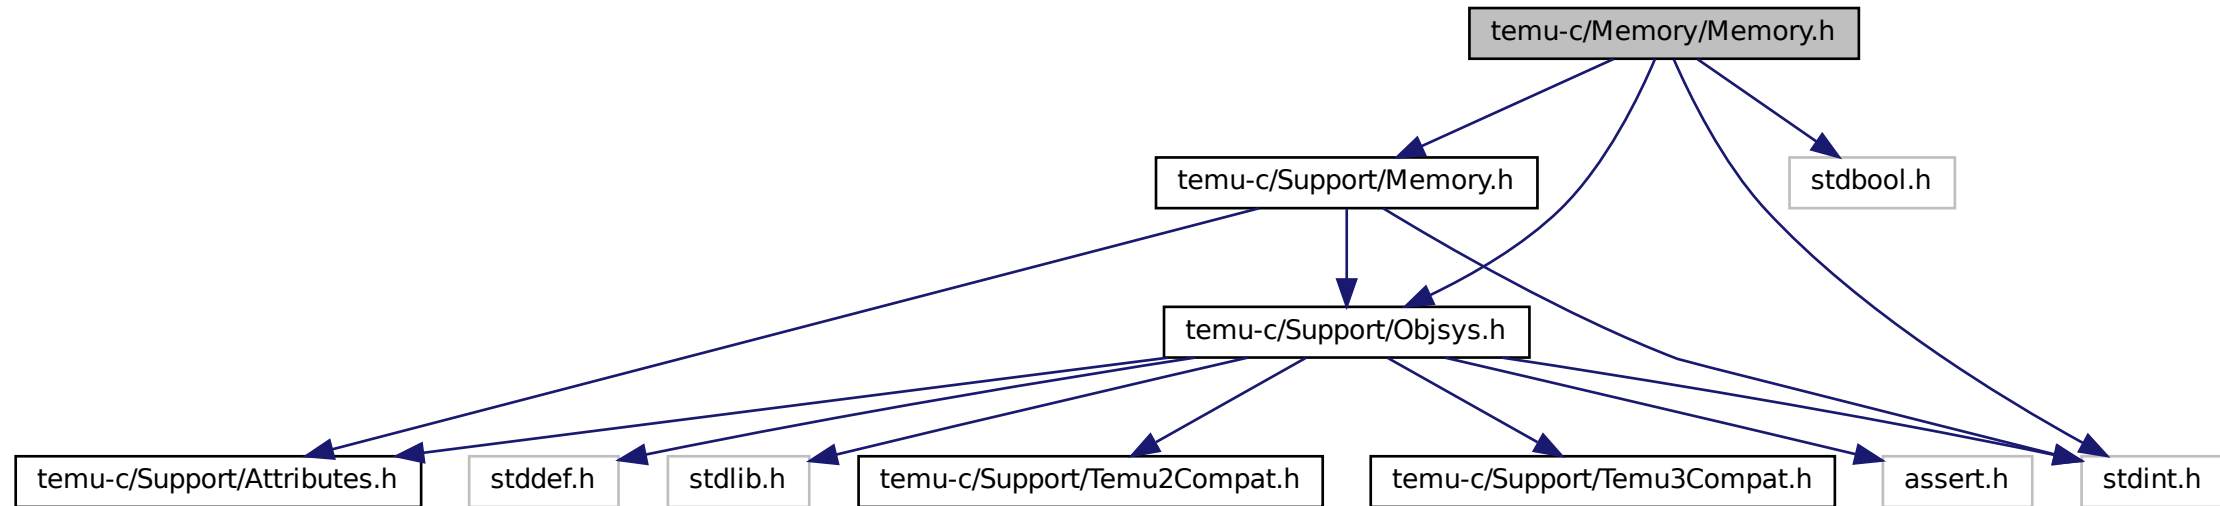 temu-c/Memory/Memory.h
temu-c/Support/Memory.h
stdbool.h
temu-c/Support/Objsys.h
temu-c/Support/Attributes.h
stddef.h
stdlib.h
temu-c/Support/Temu2Compat.h
temu-c/Support/Temu3Compat.h
assert.h
stdint.h